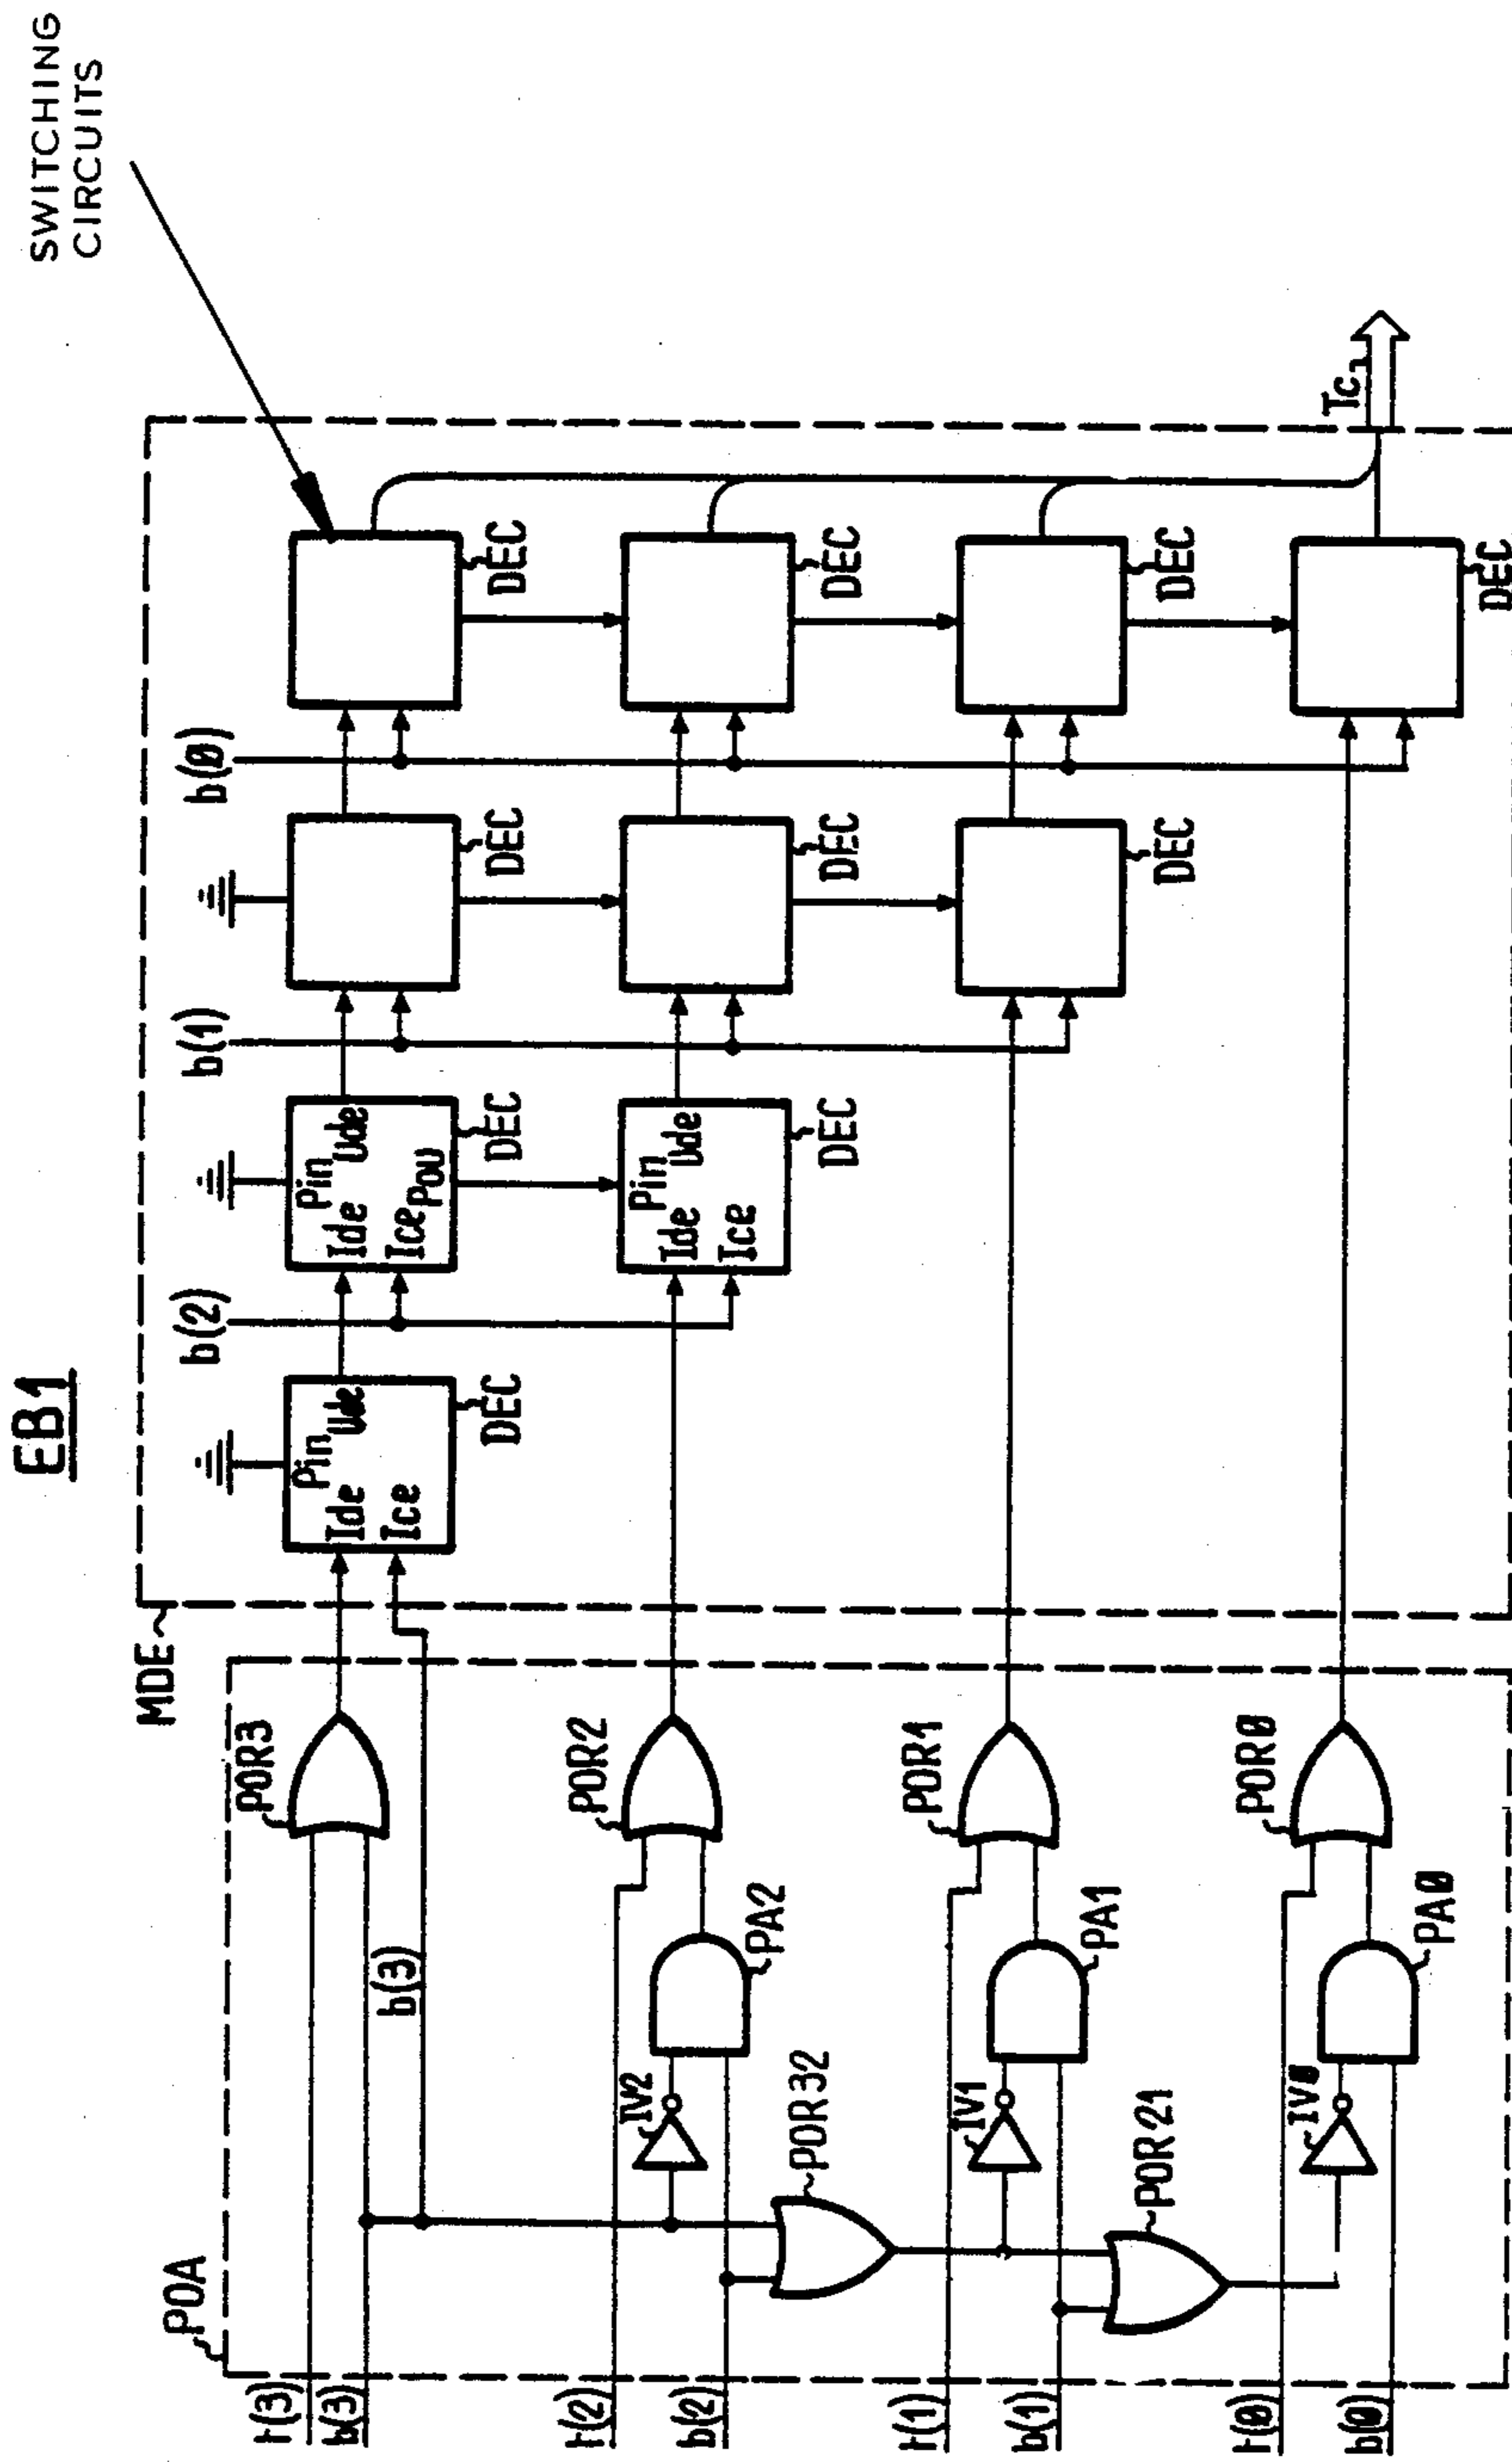 EB1
SWITCHING
CIRCUITS
POA
MDE
t(3)
b(3)
POR3
b(3)
Pin
Ide
Ude
Ice
DEC
b(2)
Pin
Ide
Ude
Ice
Pou
DEC
b(1)
DEC
b(0)
DEC
t(2)
b(2)
IV2
PA2
POR2
POR32
Pin
Ide
Ude
Ice
DEC
DEC
DEC
t(1)
b(1)
IV1
PA1
POR1
POR21
DEC
DEC
t(0)
b(0)
IV0
PA0
POR0
DEC
Tc